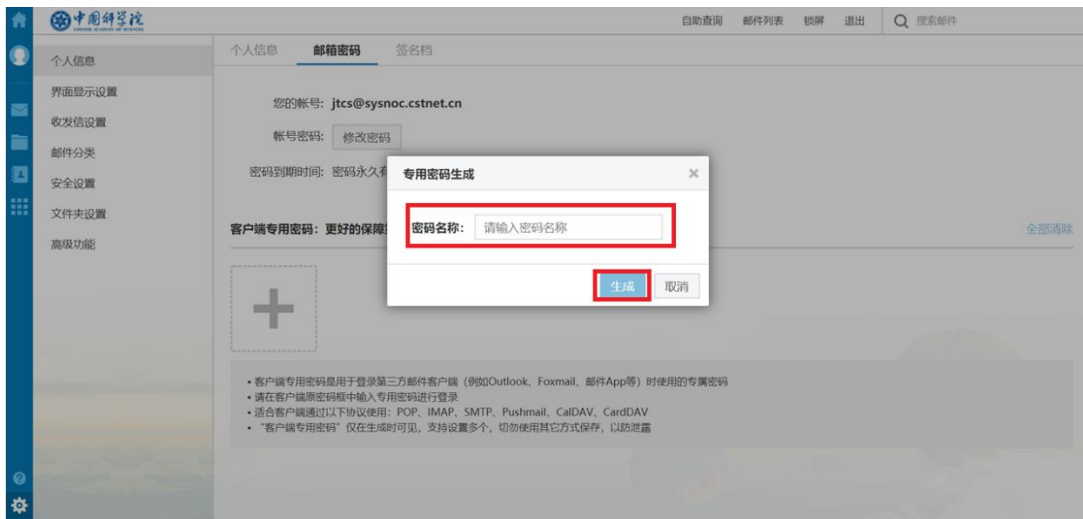 中国科学院
CHINESE ACADEMY OF SCIENCES
自助查询 邮件列表 锁屏 退出 搜索邮件
个人信息 邮箱密码 签名档
个人信息
界面显示设置
收发信设置
邮件分类
安全设置
文件夹设置
高级功能
您的帐号: jtcs@sysnoc.cstnet.cn
帐号密码: 修改密码
密码到期时间: 密码永久有
专用密码生成 ×
密码名称: 请输入密码名称
生成 取消
客户端专用密码：更好的保障 全部清除
• 客户端专用密码是用于登录第三方邮件客户端（例如Outlook、Foxmail、邮件App等）时使用的专属密码
• 请在客户端原密码框中输入专用密码进行登录
• 适合客户端通过以下协议使用：POP、IMAP、SMTP、Pushmail、CalDAV、CardDAV
• “客户端专用密码”仅在生成时可见，支持设置多个，切勿使用其它方式保存，以防泄露